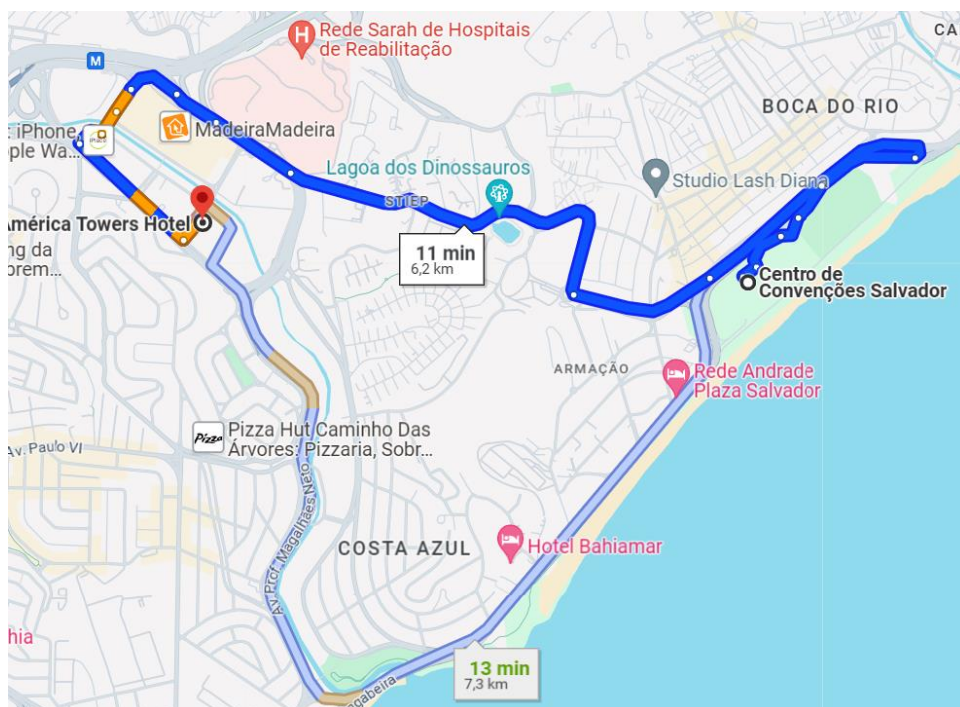 Rede Sarah de Hospitais
de Reabilitação
CA
M
H
BOCA DO RIO
iPhone
ple Wa...
MadeiraMadeira
Lagoa dos Dinossauros
Studio Lash Diana
STIEP
América Towers Hotel
ng da
orem...
11 min
6,2 km
Centro de
Convenções Salvador
ARMAÇÃO
Rede Andrade
Plaza Salvador
Pizza
Pizza Hut Caminho Das
Árvores: Pizzaria, Sobr...
Av. Paulo VI
Av. Prof. Magalhães Neto
COSTA AZUL
Hotel Bahiamar
hia
13 min
7,3 km
gabeira